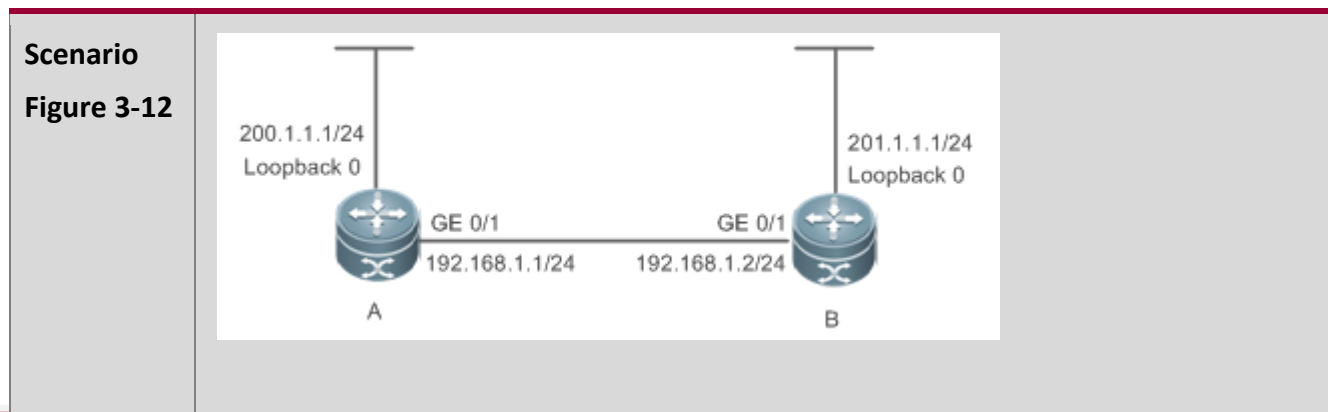 Scenario
Figure 3-12
200.1.1.1/24
Loopback 0
201.1.1.1/24
Loopback 0
GE 0/1
GE 0/1
192.168.1.1/24
192.168.1.2/24
A
B